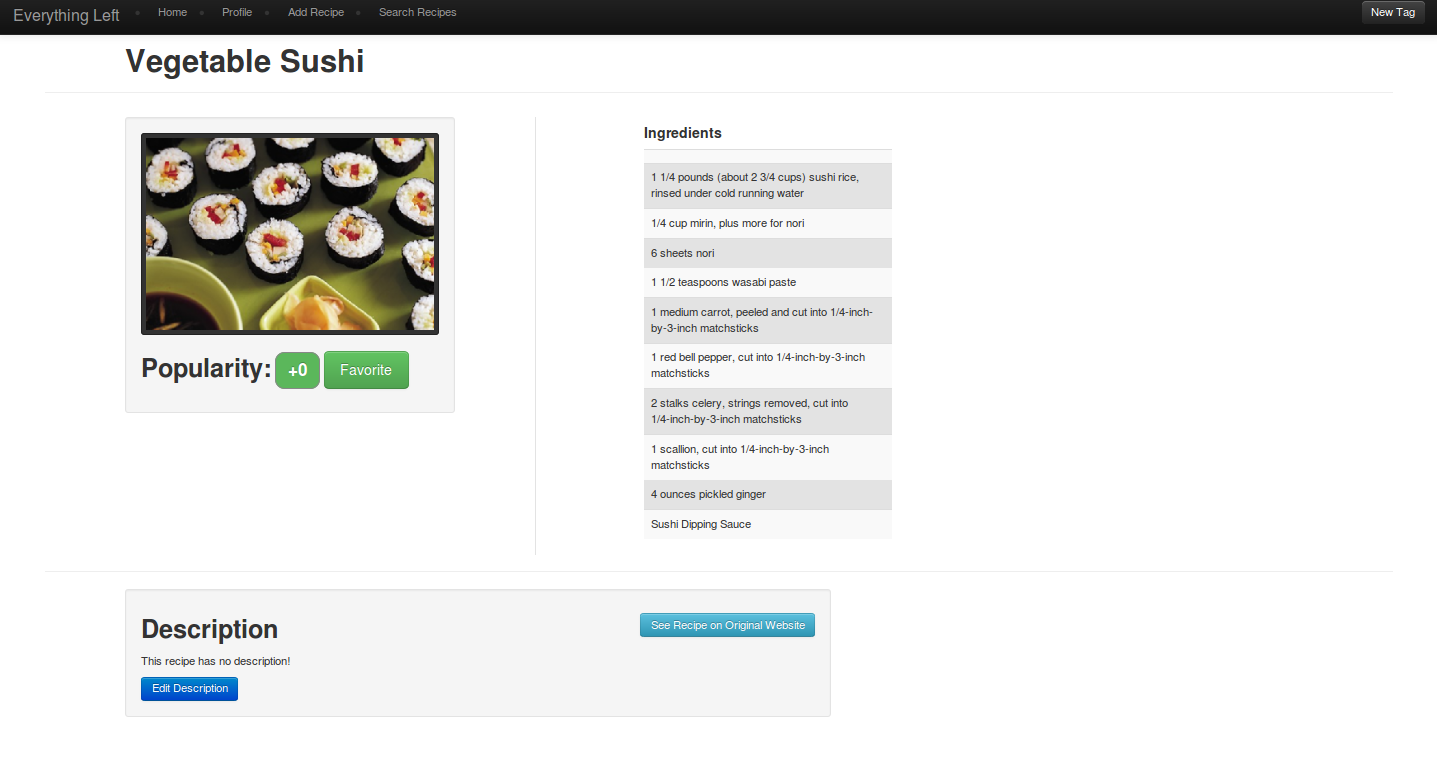 Everything Left
Home
Profile
Add Recipe
Search Recipes
New Tag
Vegetable Sushi
Popularity: +0 Favorite
Ingredients
1 1/4 pounds (about 2 3/4 cups) sushi rice,
rinsed under cold running water
1/4 cup mirin, plus more for nori
6 sheets nori
1 1/2 teaspoons wasabi paste
1 medium carrot, peeled and cut into 1/4-inch-
by-3-inch matchsticks
1 red bell pepper, cut into 1/4-inch-by-3-inch
matchsticks
2 stalks celery, strings removed, cut into
1/4-inch-by-3-inch matchsticks
1 scallion, cut into 1/4-inch-by-3-inch
matchsticks
4 ounces pickled ginger
Sushi Dipping Sauce
Description
See Recipe on Original Website
This recipe has no description!
Edit Description